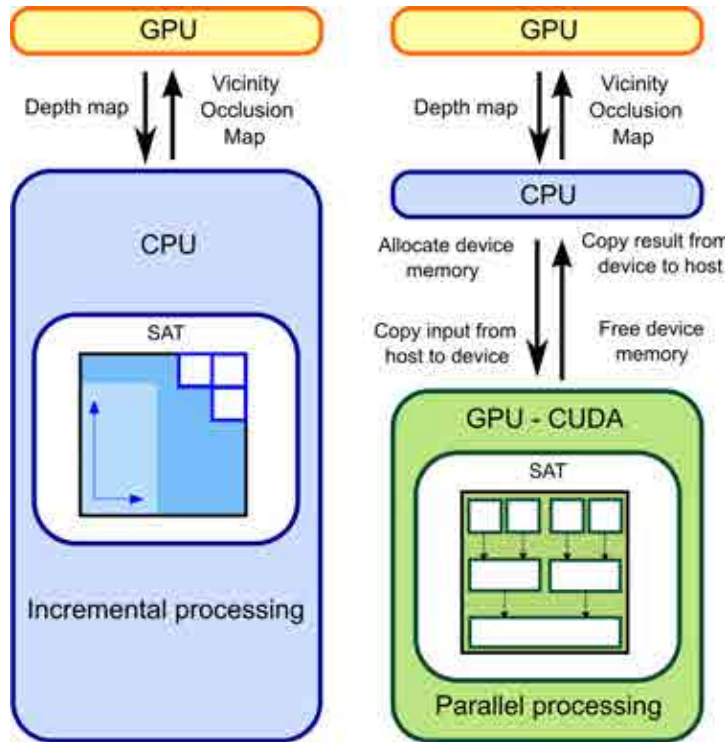 GPU
Depth map
Vicinity
Occlusion
Map
CPU
SAT
Incremental processing
GPU
Depth map
Vicinity
Occlusion
Map
CPU
Allocate device
memory
Copy result from
device to host
Copy input from
host to device
Free device
memory
GPU - CUDA
SAT
Parallel processing